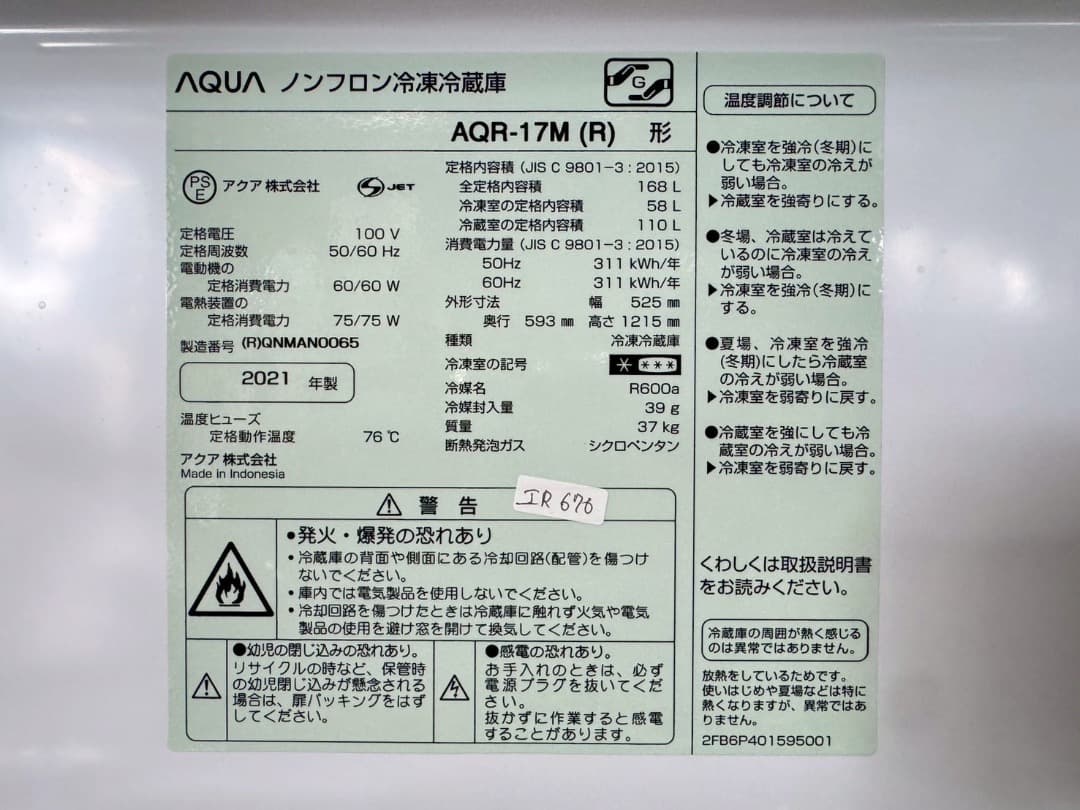 AQUA ノンフロン冷凍冷蔵庫
G
AQR-17M (R) 形
PS
E
アクア 株式会社
S JET
定格電圧 100 V
定格周波数 50/60 Hz
電動機の
定格消費電力 60/60 W
電熱装置の
定格消費電力 75/75 W
製造番号 (R)QNMAN0065
2021 年製
温度ヒューズ
定格動作温度 76 ℃
アクア 株式会社
Made in Indonesia
定格内容積 (JIS C 9801-3 : 2015)
全定格内容積 168 L
冷凍室の定格内容積 58 L
冷蔵室の定格内容積 110 L
消費電力量 (JIS C 9801-3 : 2015)
50Hz 311 kWh/年
60Hz 311 kWh/年
外形寸法 幅 525 ㎜
奥行 593 ㎜ 高さ 1215 ㎜
種類 冷凍冷蔵庫
冷凍室の記号 * ***
冷媒名 R600a
冷媒封入量 39 g
質量 37 kg
断熱発泡ガス シクロペンタン
IR 676
警 告
●発火・爆発の恐れあり
・冷蔵庫の背面や側面にある冷却回路(配管)を傷つけ
ないでください。
・庫内では電気製品を使用しないでください。
・冷却回路を傷つけたときは冷蔵庫に触れず火気や電気
製品の使用を避け窓を開けて換気してください。
●幼児の閉じ込みの恐れあり。
リサイクルの時など、保管時
の幼児閉じ込みが懸念される
場合は、扉パッキングをはず
してください。
●感電の恐れあり。
お手入れのときは、必ず
電源プラグを抜いてくだ
さい。
抜かずに作業すると感電
することがあります。
温度調節について
●冷凍室を強冷(冬期)に
しても冷凍室の冷えが
弱い場合。
▶冷蔵室を強寄りにする。
●冬場、冷蔵室は冷えて
いるのに冷凍室の冷え
が弱い場合。
▶冷凍室を強冷(冬期)に
する。
●夏場、冷凍室を強冷
(冬期)にしたら冷蔵室
の冷えが弱い場合。
▶冷凍室を弱寄りに戻す。
●冷蔵室を強にしても冷
蔵室の冷えが弱い場合。
▶冷凍室を弱寄りに戻す。
くわしくは取扱説明書
をお読みください。
冷蔵庫の周囲が熱く感じる
のは異常ではありません。
放熱をしているためです。
使いはじめや夏場などは特に
熱くなりますが、異常ではあ
りません。
2FB6P401595001